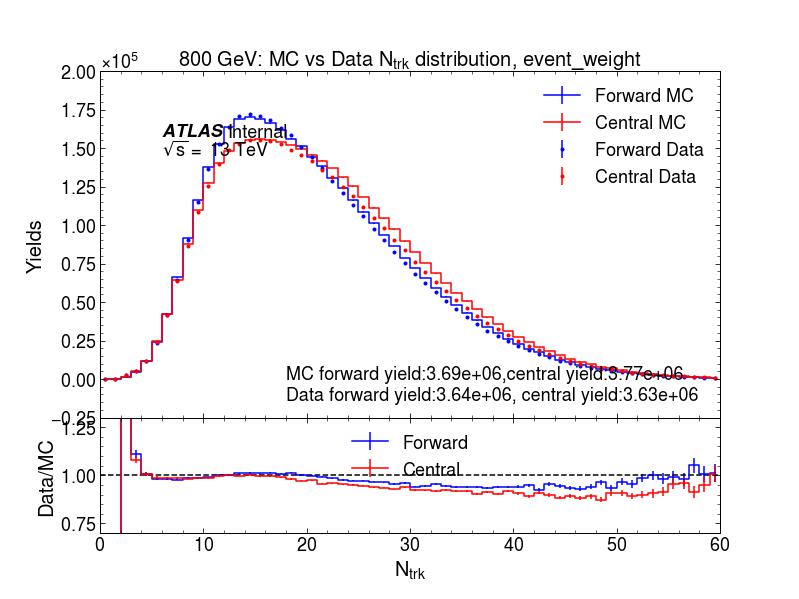 ×10⁵
800 GeV: MC vs Data Ntrk distribution, event_weight
2.00
1.75
1.50
1.25
1.00
0.75
0.50
0.25
0.00
−0.25
Yields
ATLAS Internal
√s = 13 TeV
Forward MC
Central MC
Forward Data
Central Data
MC forward yield:3.69e+06,central yield:3.77e+06
Data forward yield:3.64e+06, central yield:3.63e+06
1.25
1.00
0.75
Data/MC
Forward
Central
0 10 20 30 40 50 60
Ntrk